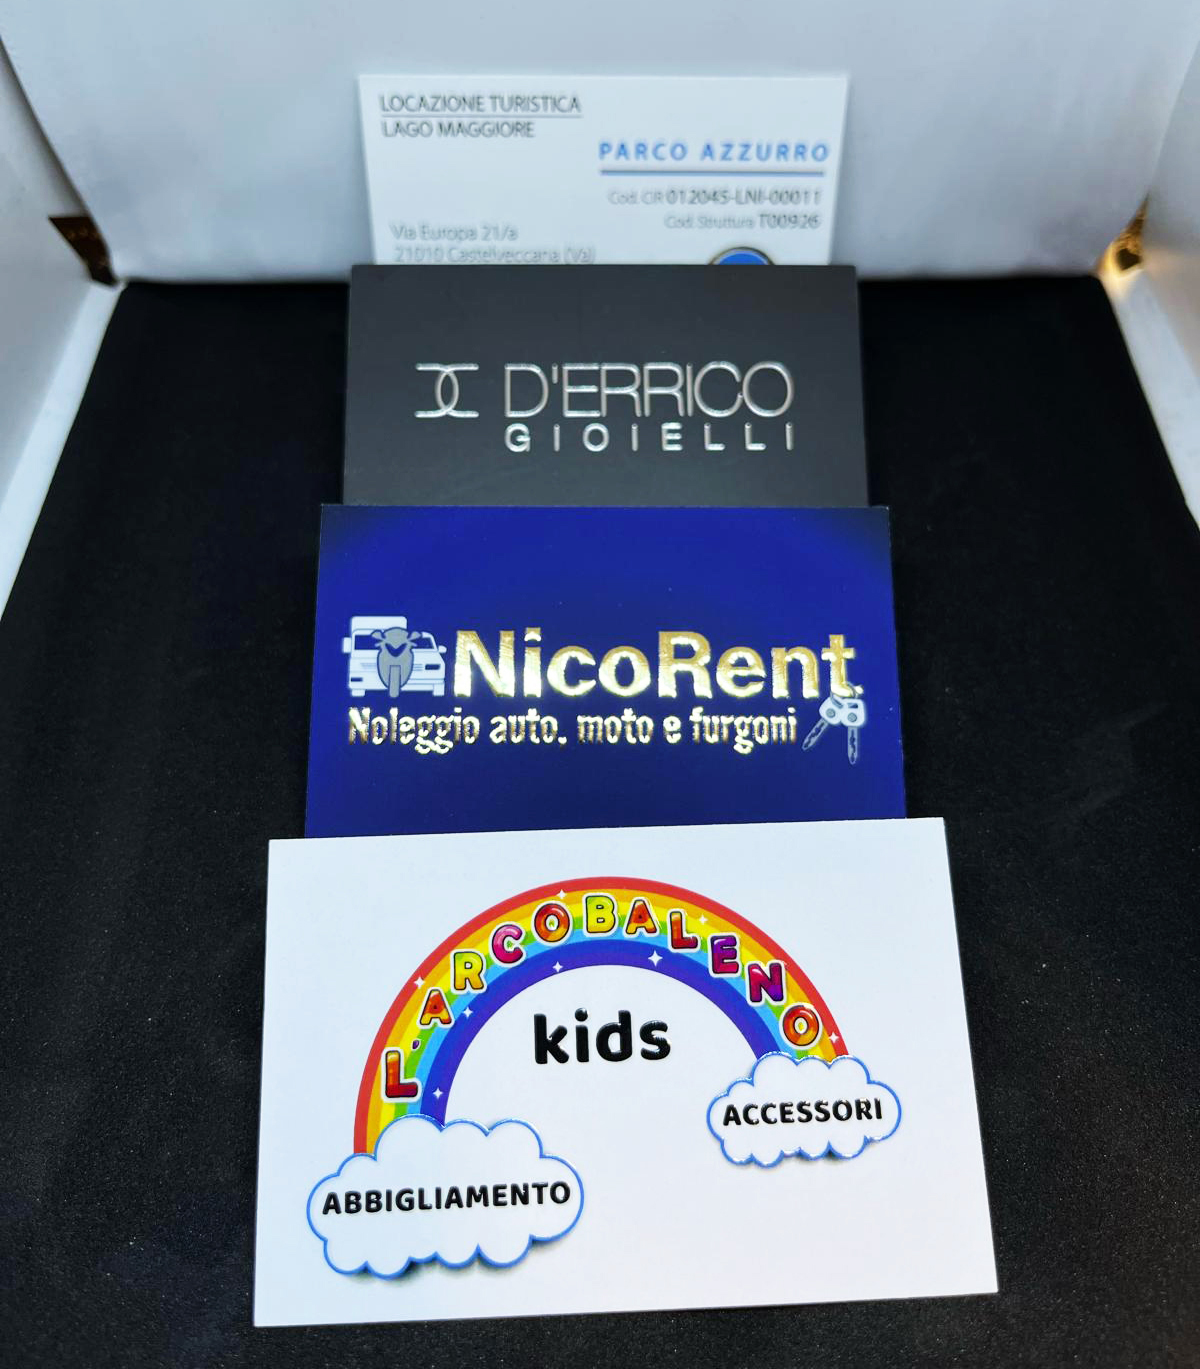 LOCAZIONE TURISTICA
LAGO MAGGIORE
PARCO AZZURRO
Cod. CIR 012045-LNI-00011
Cod. Struttura T00926
Via Europa 21/a
21010 Castelveccana (Va)
D'ERRICO
GIOIELLI
NicoRent
Noleggio auto, moto e furgoni
L'ARCOBALENO
kids
ACCESSORI
ABBIGLIAMENTO